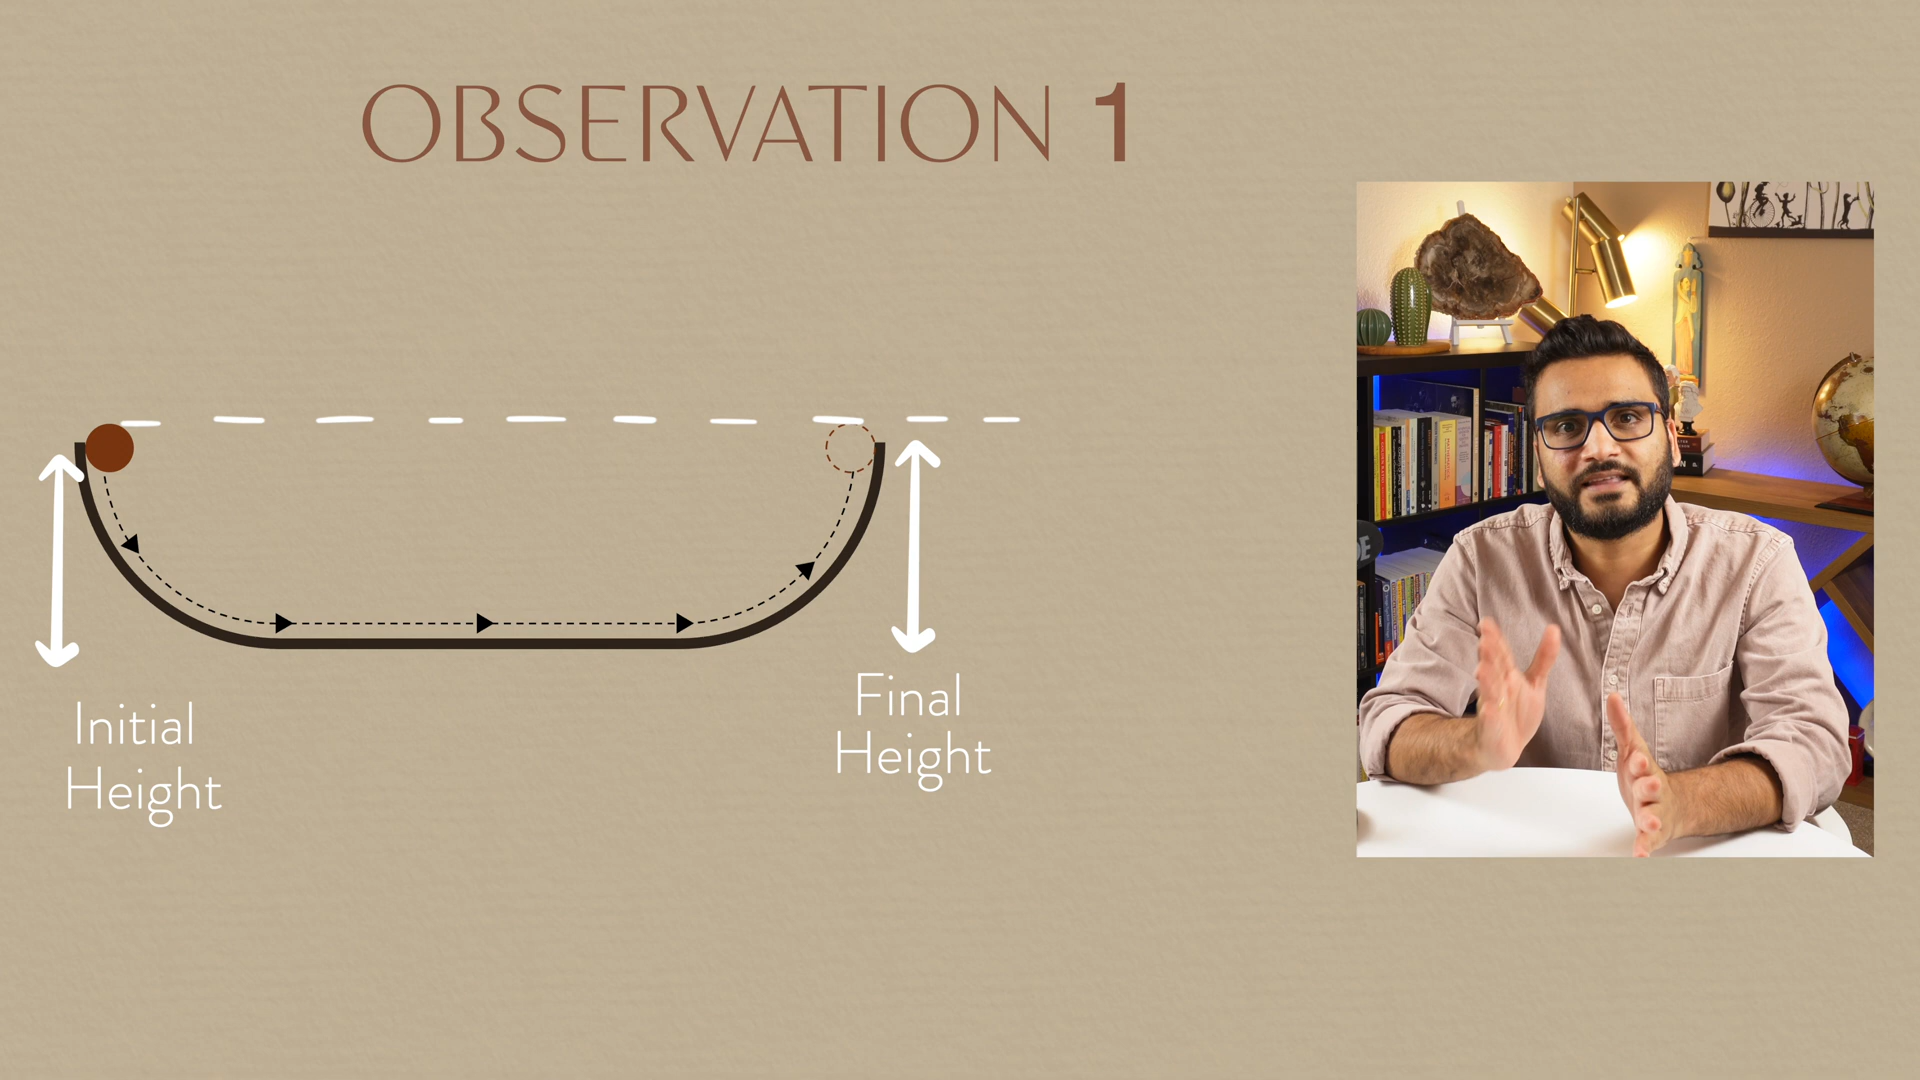 OBSERVATION 1
Initial
Height
Final
Height